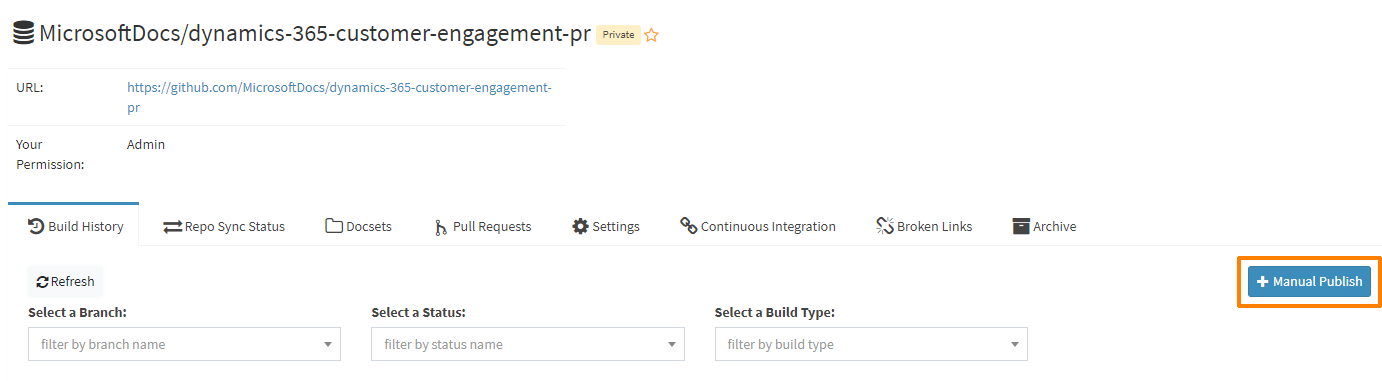 MicrosoftDocs/dynamics-365-customer-engagement-pr Private
URL: https://github.com/MicrosoftDocs/dynamics-365-customer-engagement-
pr
Your Admin
Permission:
Build History Repo Sync Status Docsets Pull Requests Settings Continuous Integration Broken Links Archive
Refresh Manual Publish
Select a Branch: Select a Status: Select a Build Type:
filter by branch name filter by status name filter by build type